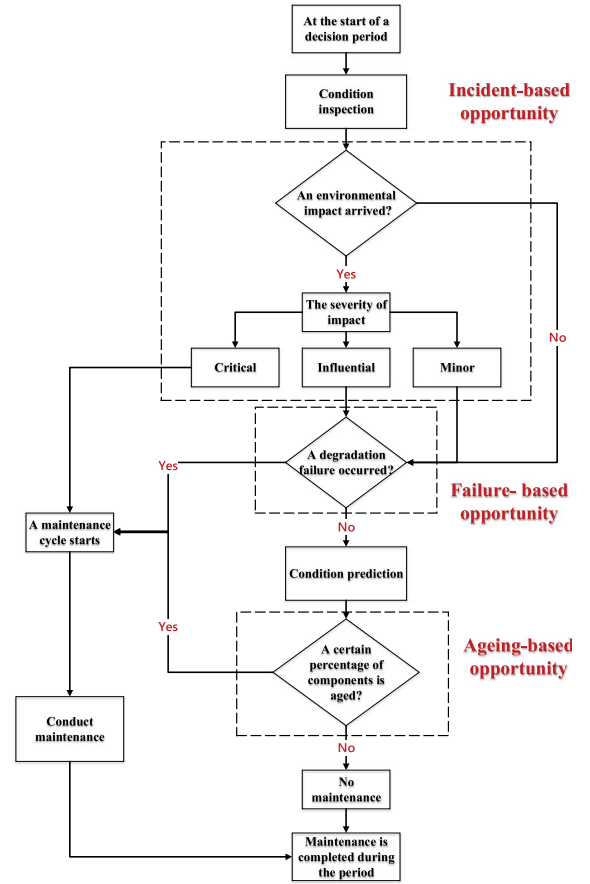 At the start of a
decision period
Condition
inspection
Incident-based
opportunity
An environmental
impact arrived?
Yes
The severity of
impact
No
Critical
Influential
Minor
A degradation
failure occurred?
Yes
Failure- based
opportunity
No
A maintenance
cycle starts
Condition prediction
Yes
A certain
percentage of
components is
aged?
Ageing-based
opportunity
Conduct
maintenance
No
No
maintenance
Maintenance is
completed during
the period